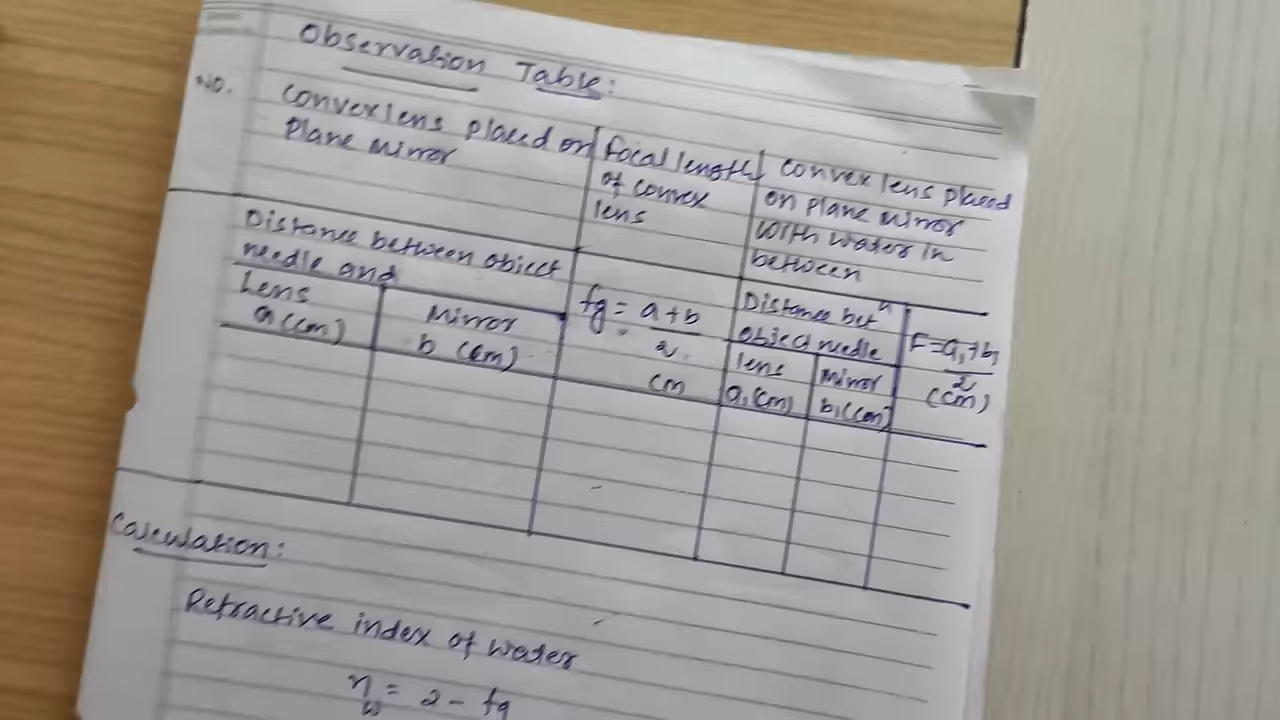 Observation Table:
No.
Convex lens placed on
Plane mirror
focal length
of convex
lens
convex lens placed
on plane mirror
with water in
between
Distance between object
needle and
Lens
a (cm)
Mirror
b (cm)
fg = a+b
2
cm
Distance betn
object needle
lens
a1 (cm)
Mirror
b1 (cm)
F = a1+b1
2
(cm)
Calculation:
Refractive index of water
nw = 2 - fg